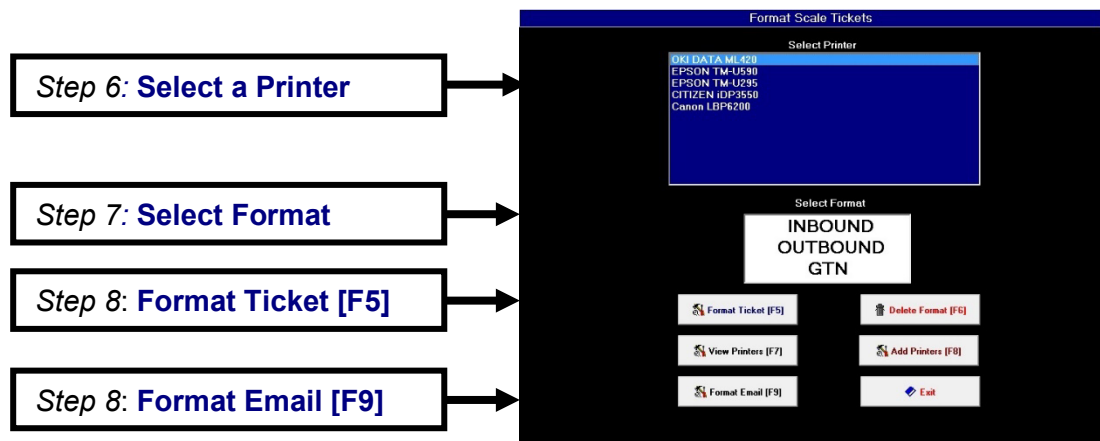 Format Scale Tickets
Select Printer
OKI DATA ML420
EPSON TM-U590
EPSON TM-U295
CITIZEN iDP3550
Canon LBP6200
Step 6: Select a Printer
Step 7: Select Format
Select Format
INBOUND
OUTBOUND
GTN
Step 8: Format Ticket [F5]
Format Ticket [F5]
Delete Format [F6]
View Printers [F7]
Add Printers [F8]
Step 8: Format Email [F9]
Format Email [F9]
Exit